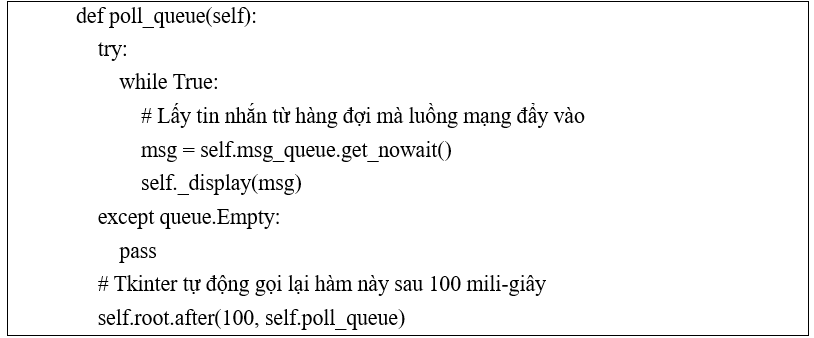 def poll_queue(self):
try:
while True:
# Lấy tin nhắn từ hàng đợi mà luồng mạng đẩy vào
msg = self.msg_queue.get_nowait()
self._display(msg)
except queue.Empty:
pass
# Tkinter tự động gọi lại hàm này sau 100 mili-giây
self.root.after(100, self.poll_queue)